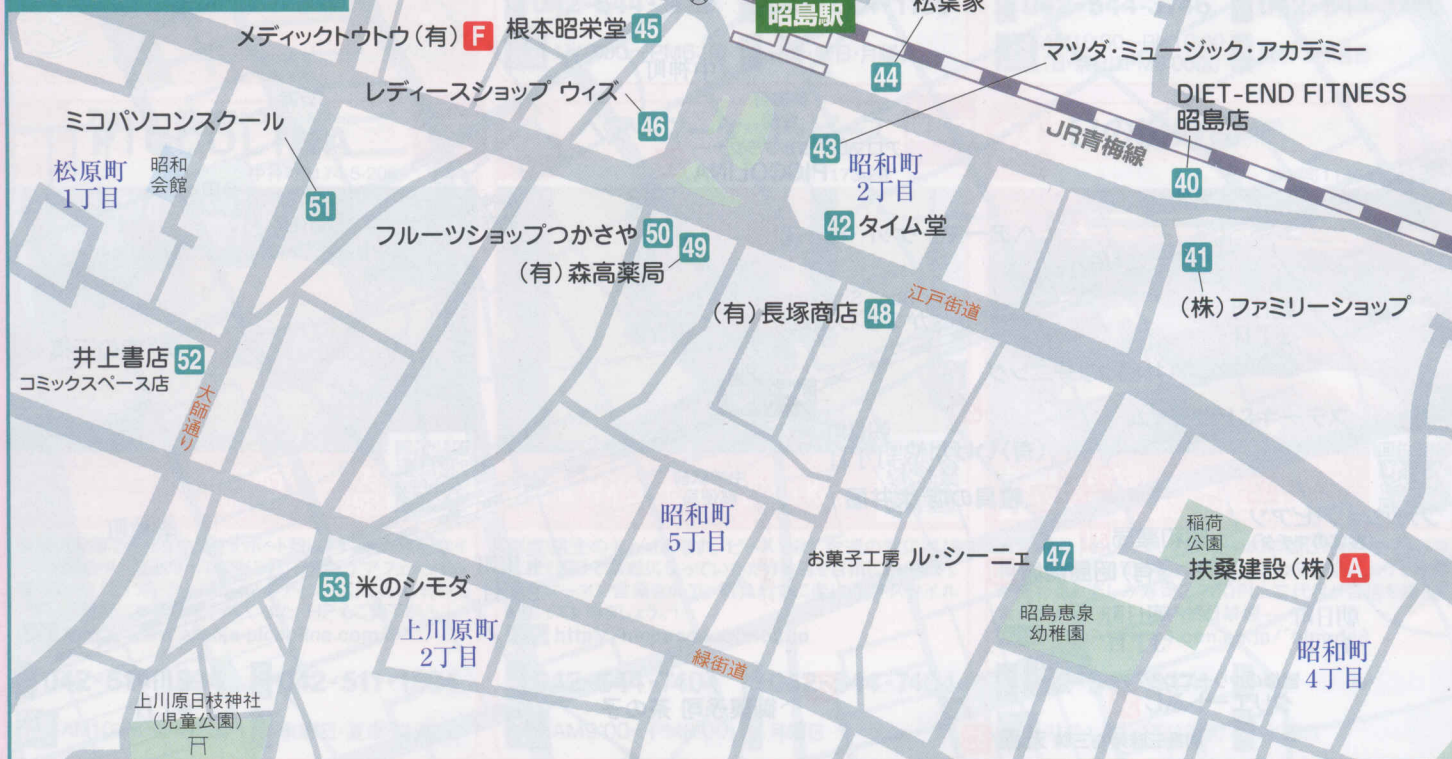 昭島駅
松葉家
44
メディックトウトウ(有) F
根本昭栄堂 45
マツダ・ミュージック・アカデミー
43
レディースショップ ウィズ
46
DIET-END FITNESS
昭島店
40
JR青梅線
ミコパソコンスクール
51
松原町
1丁目
昭和
会館
昭和町
2丁目
フルーツショップつかさや 50
49
(有)森高薬局
42 タイム堂
41
(株)ファミリーショップ
江戸街道
(有)長塚商店 48
井上書店 52
コミックスペース店
大師通り
昭和町
5丁目
稲荷
公園
お菓子工房 ル・シーニェ 47
扶桑建設(株) A
53 米のシモダ
昭島恵泉
幼稚園
上川原町
2丁目
緑街道
昭和町
4丁目
上川原日枝神社
(児童公園)